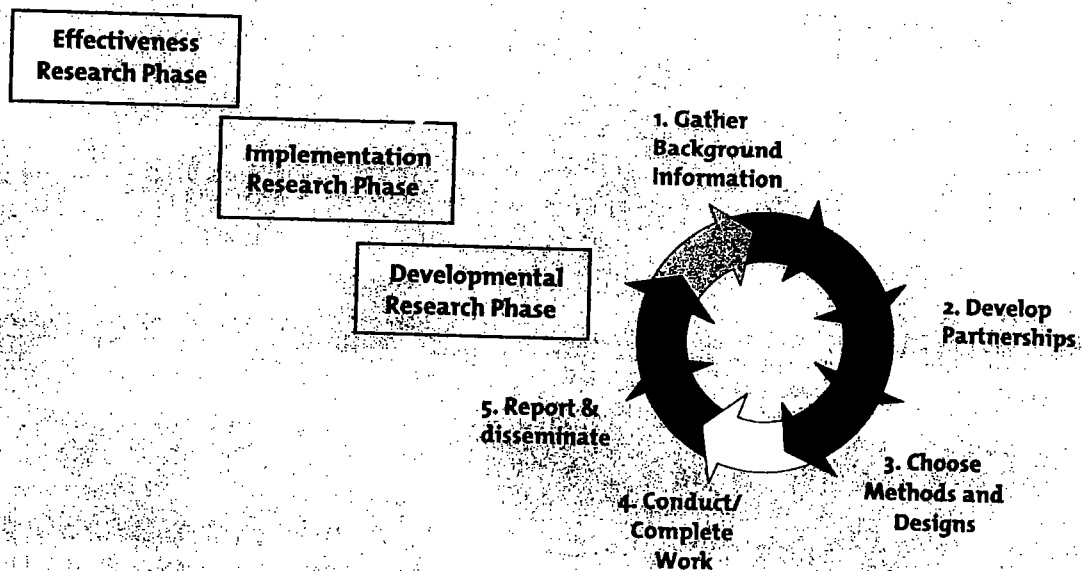 Effectiveness
Research Phase
Implementation
Research Phase
Developmental
Research Phase
1. Gather
Background
Information
2. Develop
Partnerships
3. Choose
Methods and
Designs
4. Conduct/
Complete
Work
5. Report &
disseminate